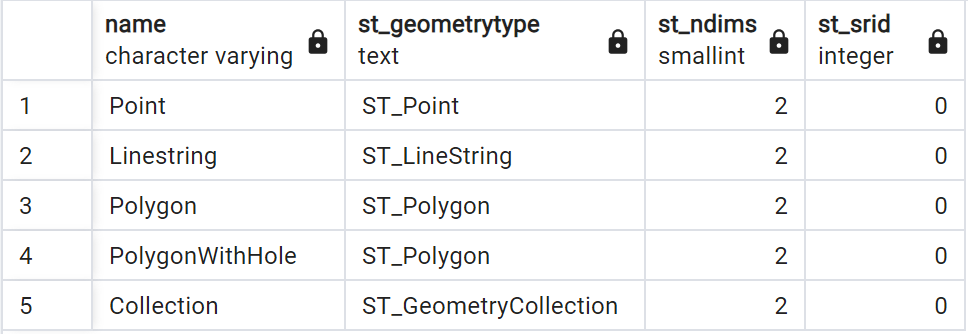 name st_geometrytype st_ndims st_srid
character varying text smallint integer
1 Point ST_Point 2 0
2 Linestring ST_LineString 2 0
3 Polygon ST_Polygon 2 0
4 PolygonWithHole ST_Polygon 2 0
5 Collection ST_GeometryCollection 2 0